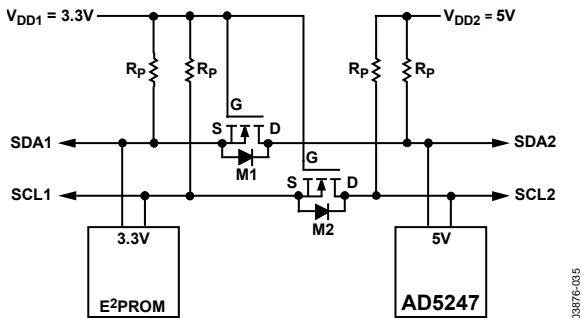 VDD1 = 3.3V
VDD2 = 5V
RP
RP
RP
RP
G
SDA1
S
D
SDA2
M1
G
SCL1
S
D
SCL2
M2
3.3V
5V
E2PROM
AD5247
03876-035